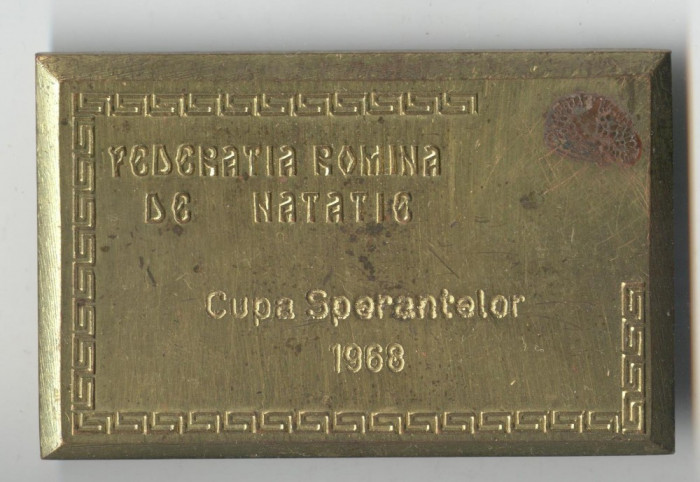 FEDERATIA ROMINA
DE NATATIE
Cupa Sperantelor
1968